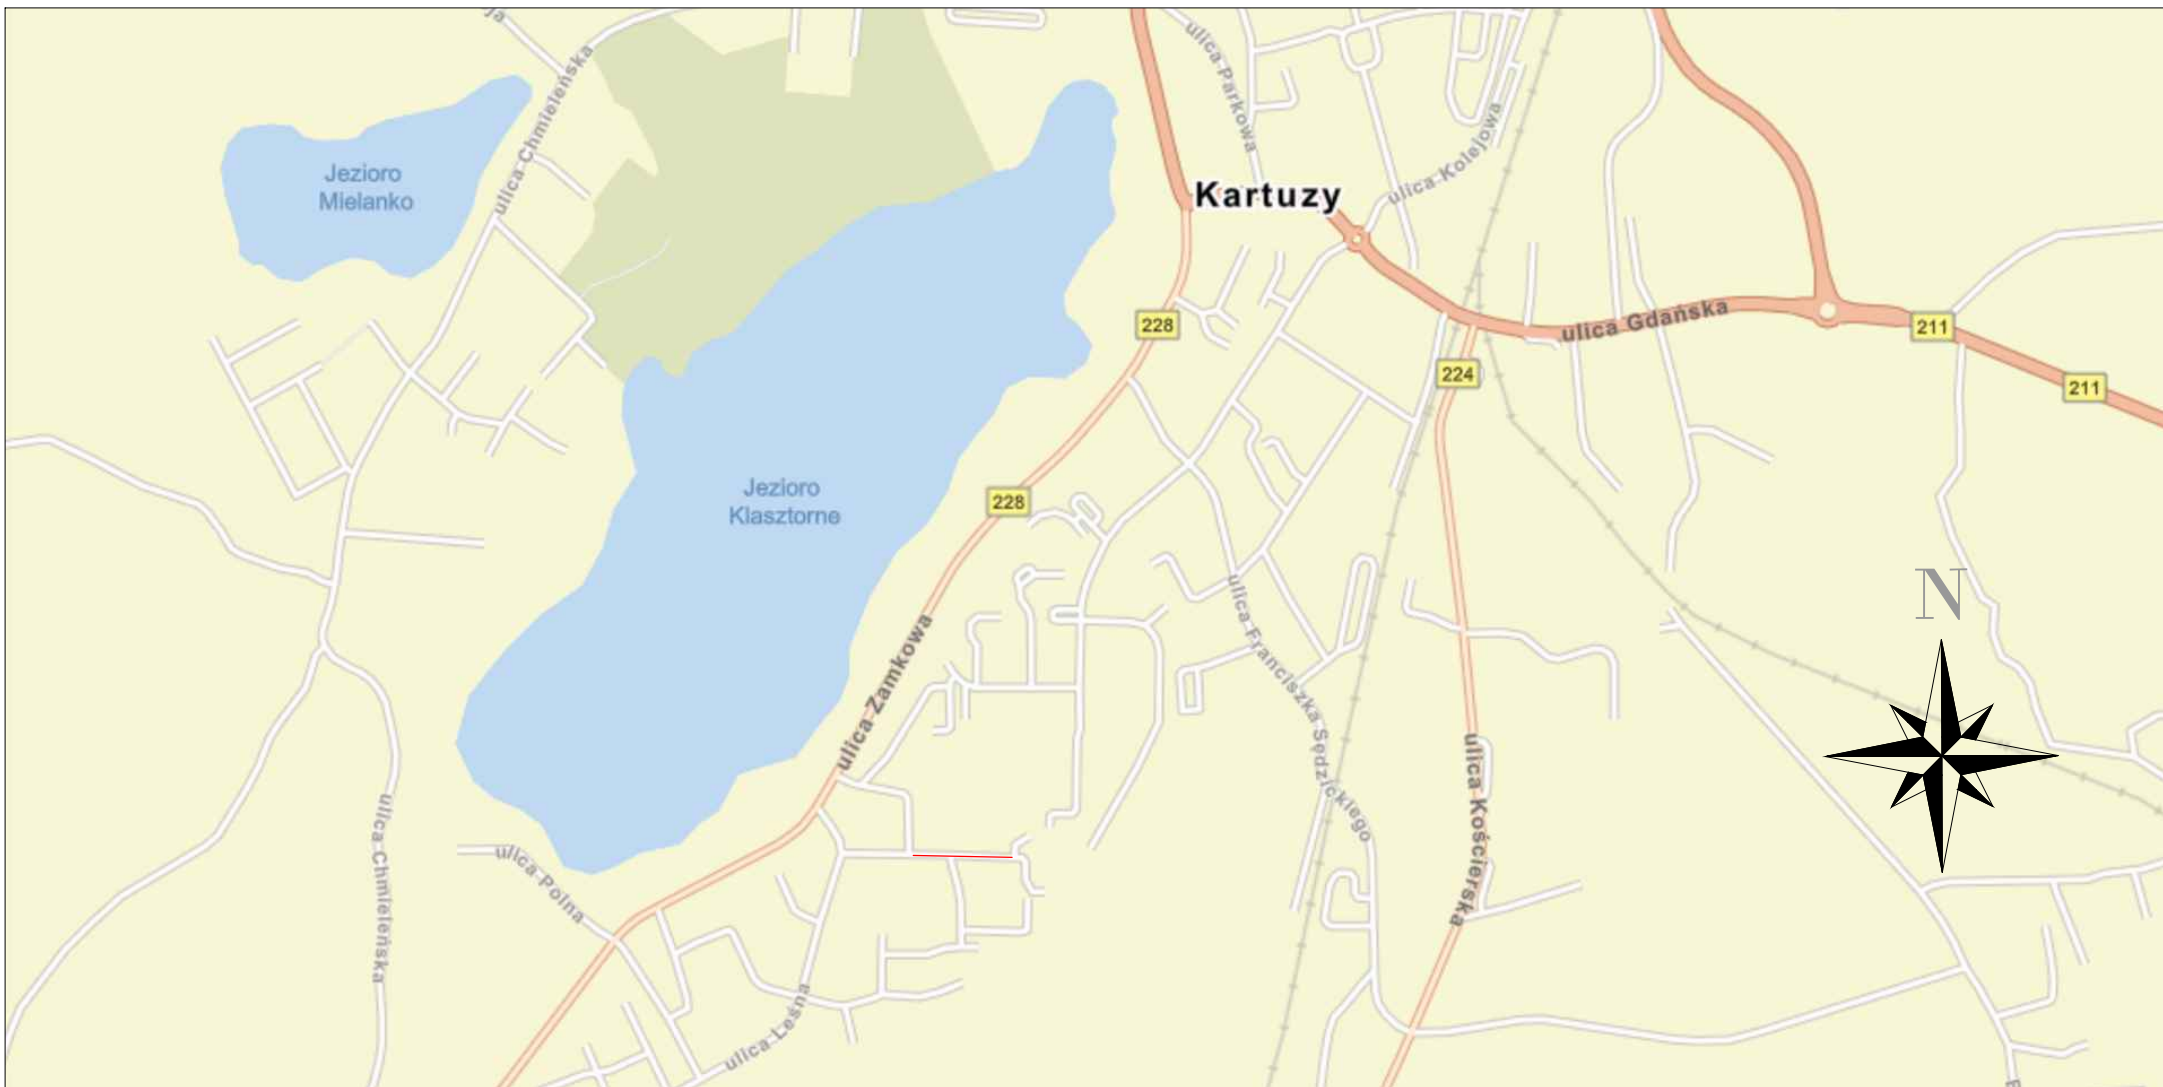 ja
ulica Chmieleńska
ulica Parkowa
ulica Kolejowa
Jezioro
Mielanko
Kartuzy
228
ulica Gdańska
211
224
211
Jezioro
Klasztorne
228
N
ulica Zamkowa
ulica Franciszka Sędzickiego
ulica Kościerska
ulica Chmieleńska
ulica Polna
ulica Leśna